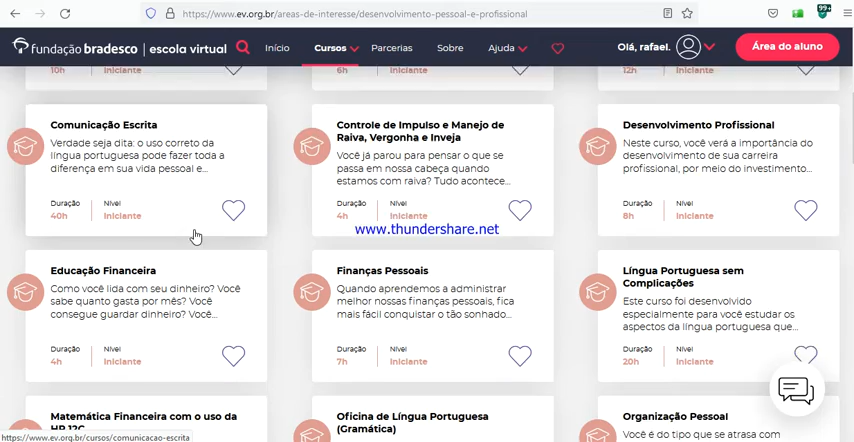 https://www.ev.org.br/areas-de-interesse/desenvolvimento-pessoal-e-profissional
99+
fundação bradesco | escola virtual
Início
Cursos
Parcerias
Sobre
Ajuda
Olá, rafael.
Área do aluno
10h
Iniciante
6h
Iniciante
12h
Iniciante
Comunicação Escrita
Verdade seja dita: o uso correto da
língua portuguesa pode fazer toda a
diferença em sua vida pessoal e...
Duração
Nível
40h
Iniciante
Controle de Impulso e Manejo de
Raiva, Vergonha e Inveja
Você já parou para pensar o que se
passa em nossa cabeça quando
estamos com raiva? Tudo acontece...
Duração
Nível
4h
Iniciante
Desenvolvimento Profissional
Neste curso, você verá a importância do
desenvolvimento de sua carreira
profissional, por meio do investimento...
Duração
Nível
8h
Iniciante
www.thundershare.net
Educação Financeira
Como você lida com seu dinheiro? Você
sabe quanto gasta por mês? Você
consegue guardar dinheiro? Você...
Duração
Nível
4h
Iniciante
Finanças Pessoais
Quando aprendemos a administrar
melhor nossas finanças pessoais, fica
mais fácil conquistar o tão sonhado...
Duração
Nível
7h
Iniciante
Língua Portuguesa sem
Complicações
Este curso foi desenvolvido
especialmente para você estudar os
aspectos da língua portuguesa que...
Duração
Nível
20h
Iniciante
Matemática Financeira com o uso da
HP 12C
Oficina de Língua Portuguesa
(Gramática)
Organização Pessoal
Você é do tipo que se atrasa com
https://www.ev.org.br/cursos/comunicacao-escrita